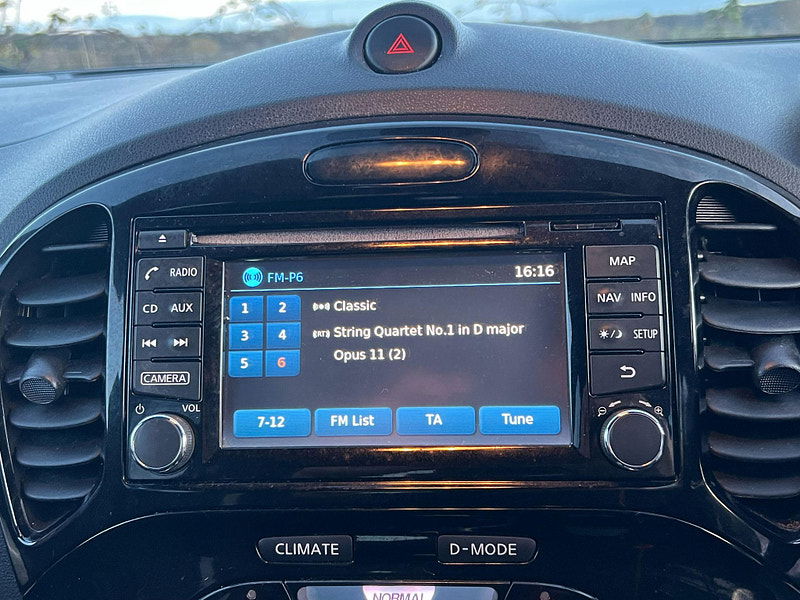 FM-P6 16:16
1 2
3 4
5 6
Classic
RT String Quartet No.1 in D major
Opus 11 (2)
7-12 FM List TA Tune
RADIO
CD AUX
CAMERA
VOL
MAP
NAV INFO
SETUP
CLIMATE D-MODE
NORMAL